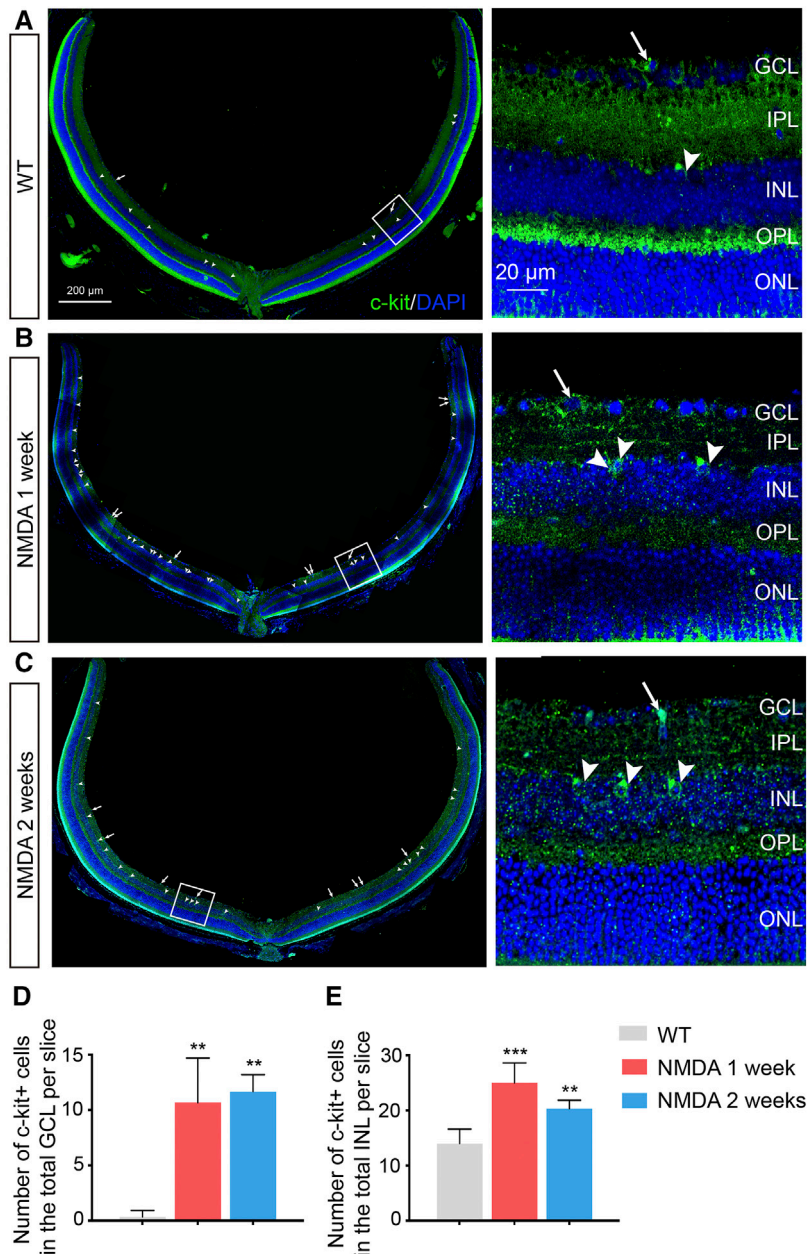 A
WT
200 µm
c-kit/DAPI
GCL
IPL
INL
OPL
20 µm
ONL
B
NMDA 1 week
GCL
IPL
INL
OPL
ONL
C
NMDA 2 weeks
GCL
IPL
INL
OPL
ONL
D
Number of c-kit+ cells
in the total GCL per slice
15
10
5
0
**
**
E
Number of c-kit+ cells
in the total INL per slice
30
20
10
0
***
**
WT
NMDA 1 week
NMDA 2 weeks